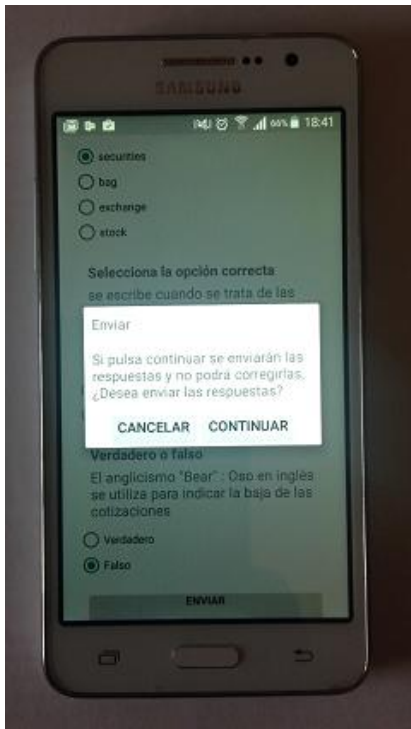 SAMSUNG
66% 18:41
securities
bag
exchange
stock
Selecciona la opción correcta
se escribe cuando se trata de las
Enviar
Si pulsa continuar se enviarán las
respuestas y no podrá corregirlas.
¿Desea enviar las respuestas?
CANCELAR CONTINUAR
Verdadero o falso
El anglicismo "Bear" : Oso en inglés
se utiliza para indicar la baja de las
cotizaciones
Verdadero
Falso
ENVIAR